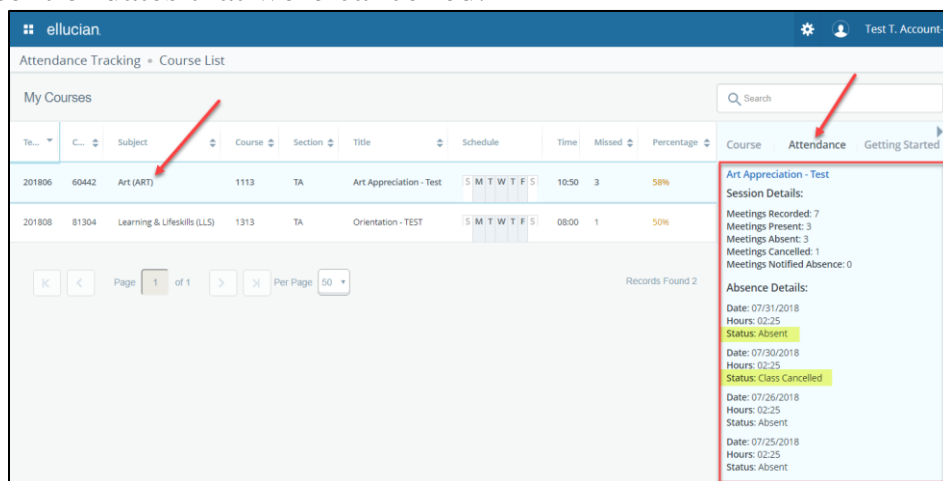 ellucian.
Test T. Account-
Attendance Tracking • Course List
My Courses
Search
Te... C... Subject Course Section Title Schedule Time Missed Percentage
Course Attendance Getting Started
201806 60442 Art (ART) 1113 TA Art Appreciation - Test S M T W T F S 10:50 3 58%
201808 81304 Learning & Lifeskills (LLS) 1313 TA Orientation - TEST S M T W T F S 08:00 1 50%
Page 1 of 1 Per Page 50 Records Found 2
Art Appreciation - Test
Session Details:
Meetings Recorded: 7
Meetings Present: 3
Meetings Absent: 3
Meetings Cancelled: 1
Meetings Notified Absence: 0
Absence Details:
Date: 07/31/2018
Hours: 02:25
Status: Absent
Date: 07/30/2018
Hours: 02:25
Status: Class Cancelled
Date: 07/26/2018
Hours: 02:25
Status: Absent
Date: 07/25/2018
Hours: 02:25
Status: Absent